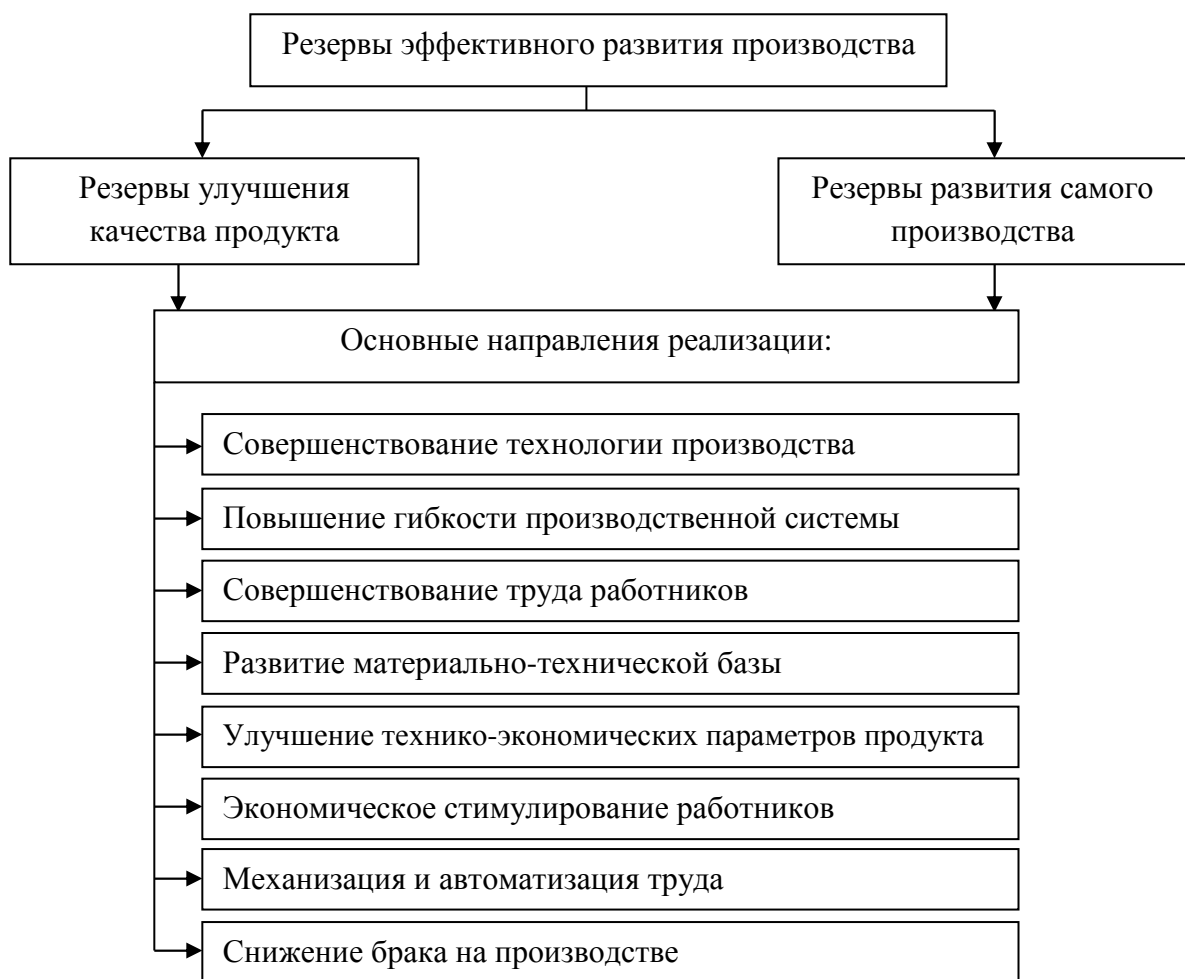 Резервы эффективного развития производства
Резервы улучшения
качества продукта
Резервы развития самого
производства
Основные направления реализации:
Совершенствование технологии производства
Повышение гибкости производственной системы
Совершенствование труда работников
Развитие материально-технической базы
Улучшение технико-экономических параметров продукта
Экономическое стимулирование работников
Механизация и автоматизация труда
Снижение брака на производстве